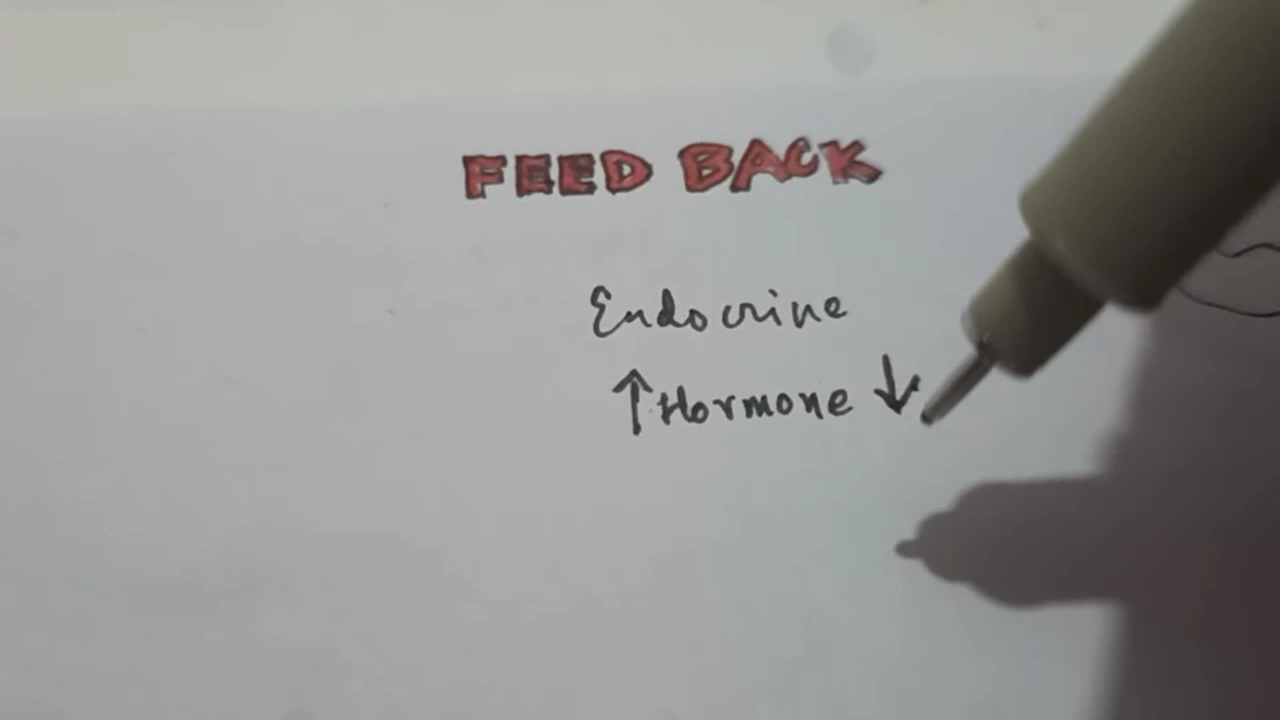 FEED BACK
Endocrine
↑ Hormone ↓